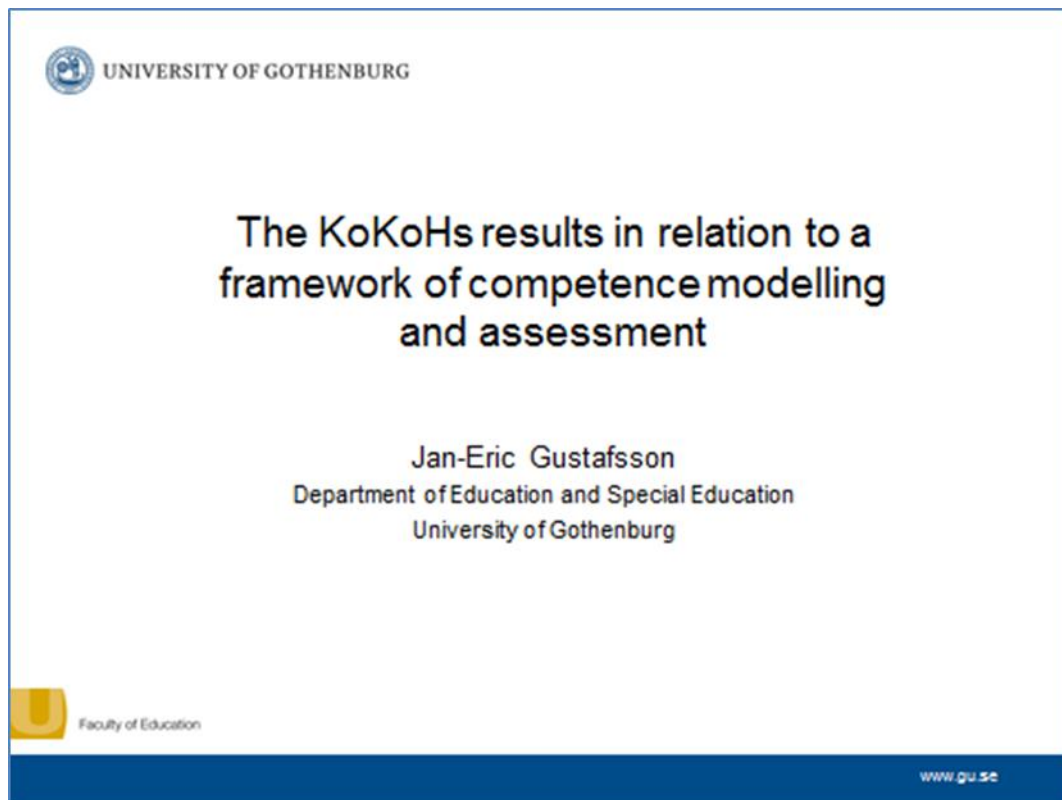 UNIVERSITY OF GOTHENBURG
The KoKoHs results in relation to a
framework of competence modelling
and assessment
Jan-Eric Gustafsson
Department of Education and Special Education
University of Gothenburg
U
Faculty of Education
www.gu.se